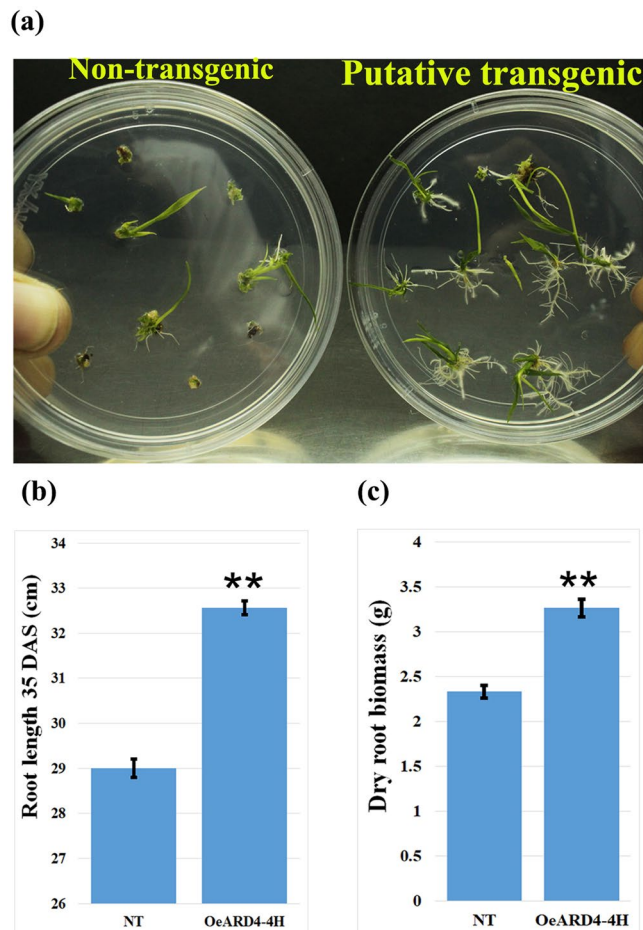 (a)
Non-transgenic
Putative transgenic
(b)
Root length 35 DAS (cm)
34
33
32
31
30
29
28
27
26
**
NT
OeARD4-4H
(c)
Dry root biomass (g)
4
3.5
3
2.5
2
1.5
1
0.5
0
**
NT
OeARD4-4H